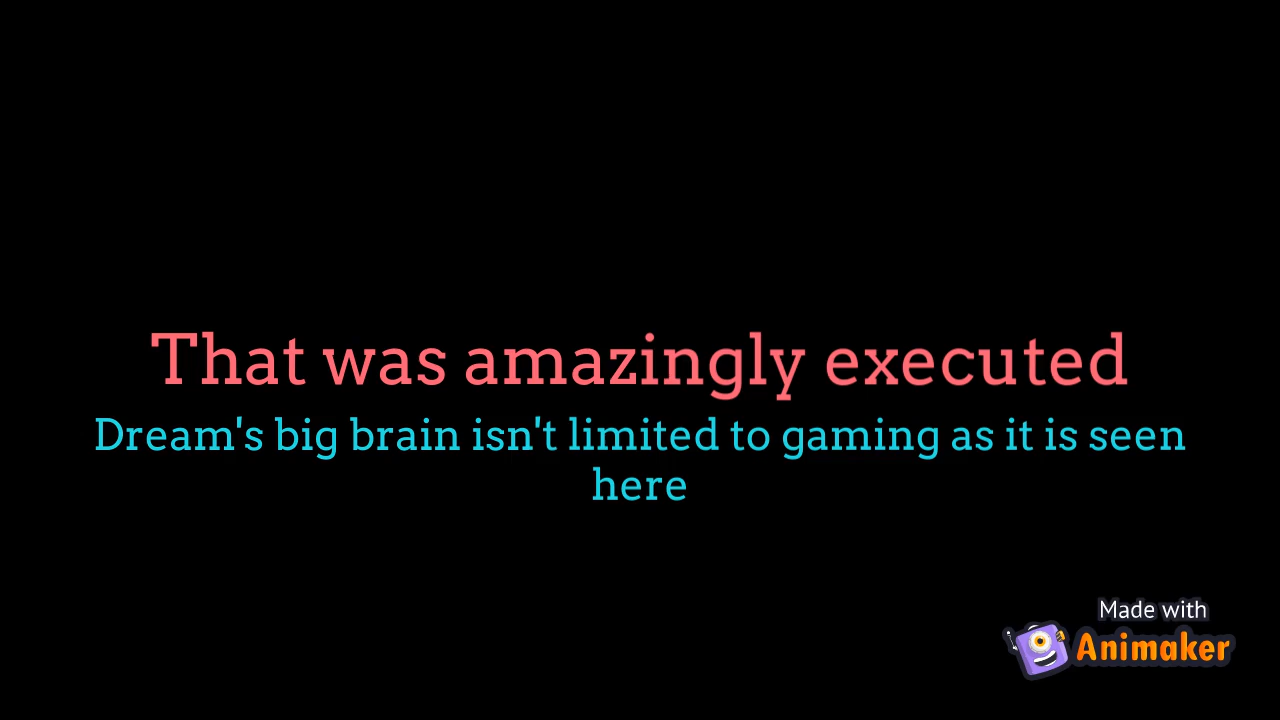 That was amazingly executed
Dream's big brain isn't limited to gaming as it is seen
here
Made with
Animaker